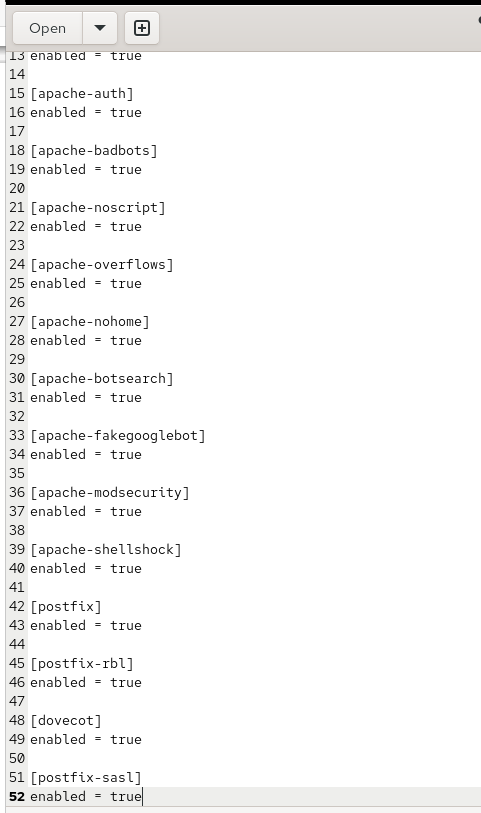 Open
13 enabled = true
14
15 [apache-auth]
16 enabled = true
17
18 [apache-badbots]
19 enabled = true
20
21 [apache-noscript]
22 enabled = true
23
24 [apache-overflows]
25 enabled = true
26
27 [apache-nohome]
28 enabled = true
29
30 [apache-botsearch]
31 enabled = true
32
33 [apache-fakegooglebot]
34 enabled = true
35
36 [apache-modsecurity]
37 enabled = true
38
39 [apache-shellshock]
40 enabled = true
41
42 [postfix]
43 enabled = true
44
45 [postfix-rbl]
46 enabled = true
47
48 [dovecot]
49 enabled = true
50
51 [postfix-sasl]
52 enabled = true